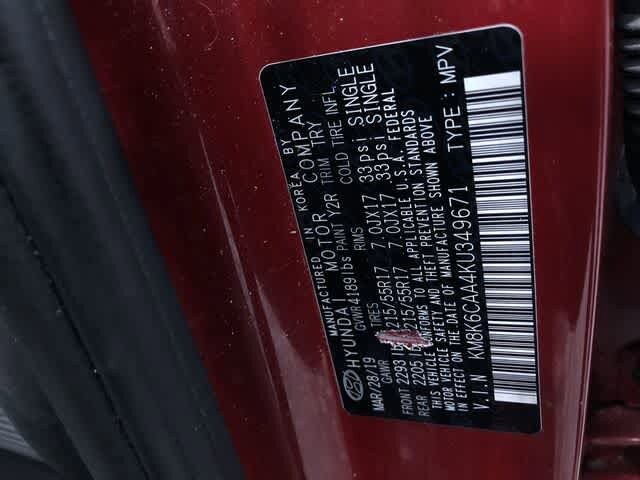 MANUFACTURED IN KOREA BY
HYUNDAI MOTOR COMPANY
MAR/28/19 GVWR 4189lbs PAINT Y2R TRIM TRY
GAWR TIRES RIMS COLD TIRE INFL.
FRONT 2293 215/55R17 7.0JX17 33psi SINGLE
REAR 2205 215/55R17 7.0JX17 33psi SINGLE
THIS VEHICLE CONFORMS TO ALL APPLICABLE U.S.A. FEDERAL
MOTOR VEHICLE SAFETY AND THEFT PREVENTION STANDARDS
IN EFFECT ON THE DATE OF MANUFACTURE SHOWN ABOVE
V.I.N : KM8K6CAA4KU349671 TYPE : MPV